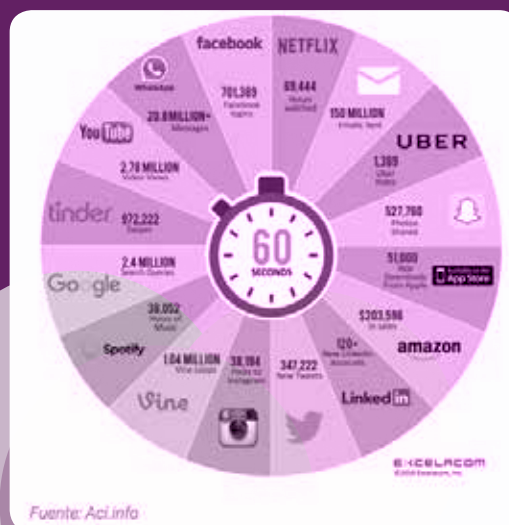 facebook
NETFLIX
WhatsApp
701,389
Facebook
logins
69,444
Hours
watched
150 MILLION
Emails Sent
20.8 MILLION+
Messages
UBER
1,389
Uber
Rides
YouTube
2.78 MILLION
Video Views
527,760
Photos
Shared
tinder
972,222
Swipes
60
SECONDS
51,000
App
Downloads
From Apple
App Store
2.4 MILLION
Search Queries
Google
$203,596
In sales
amazon
38,052
Hours of
Music
Spotify
120+
New LinkedIn
Accounts
Linked in
1.04 MILLION
Vine Loops
Vine
38,194
Posts to
Instagram
347,222
New Tweets
EXCELACOM
Fuente: Aci.info